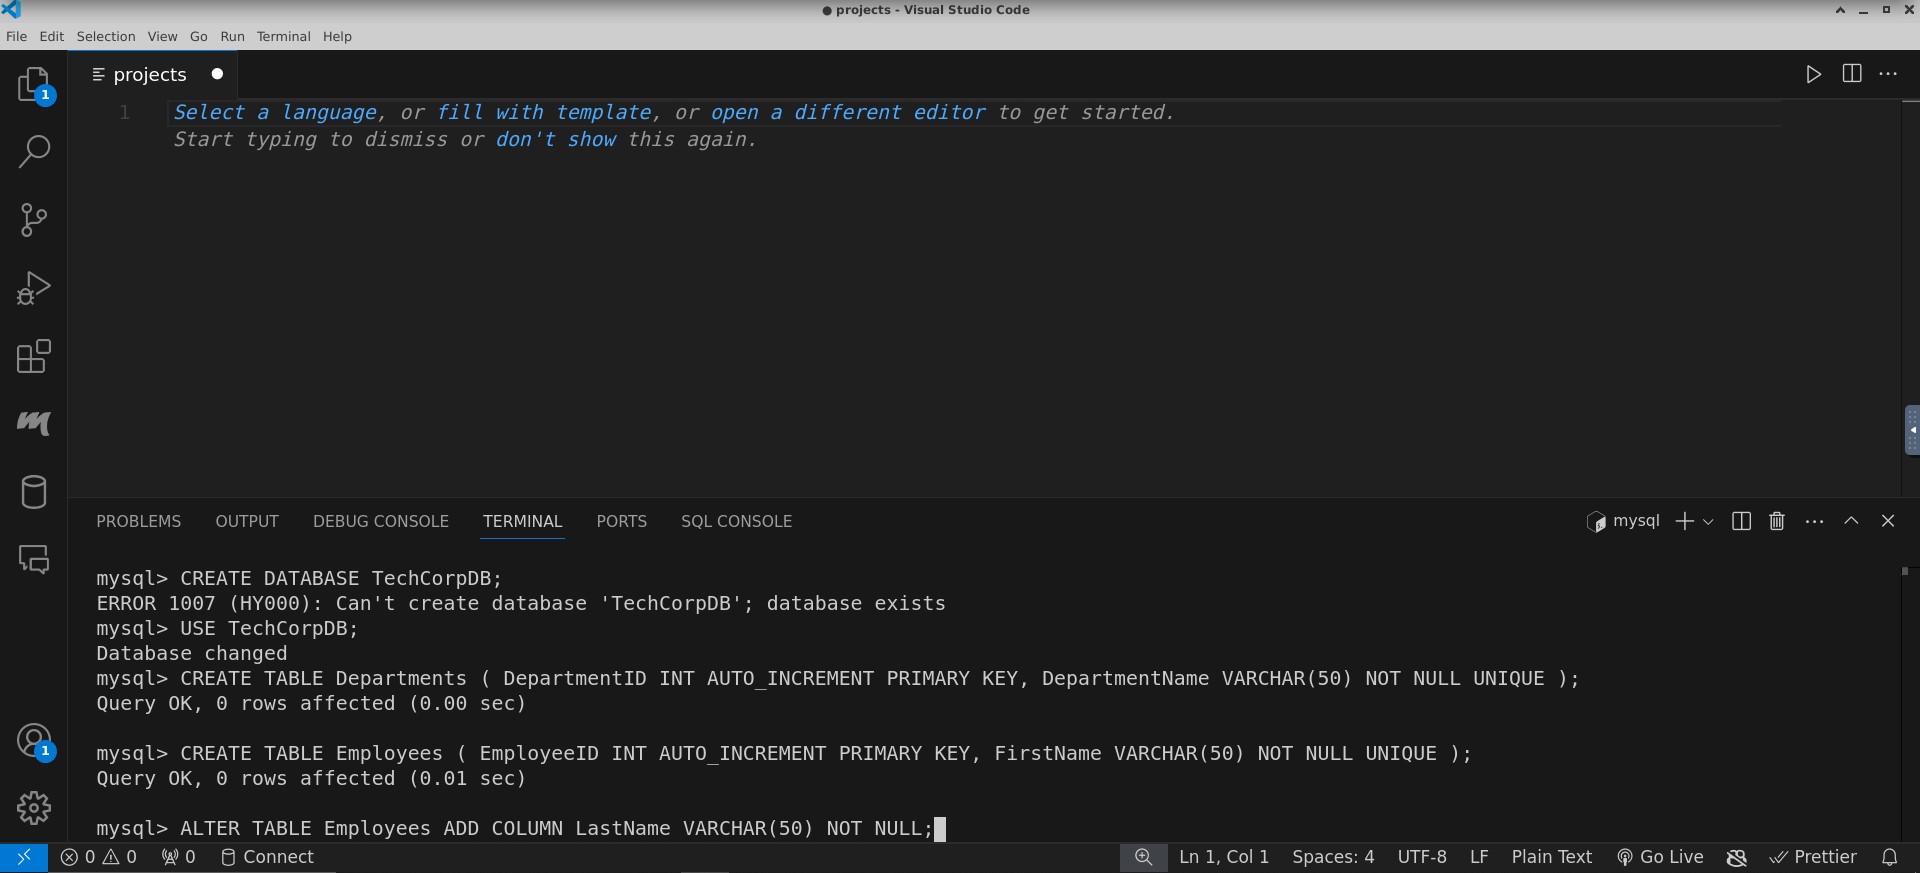 ● projects - Visual Studio Code
File Edit Selection View Go Run Terminal Help
1
projects
1 Select a language, or fill with template, or open a different editor to get started.
Start typing to dismiss or don't show this again.
PROBLEMS OUTPUT DEBUG CONSOLE TERMINAL PORTS SQL CONSOLE
mysql
mysql> CREATE DATABASE TechCorpDB;
ERROR 1007 (HY000): Can't create database 'TechCorpDB'; database exists
mysql> USE TechCorpDB;
Database changed
mysql> CREATE TABLE Departments ( DepartmentID INT AUTO_INCREMENT PRIMARY KEY, DepartmentName VARCHAR(50) NOT NULL UNIQUE );
Query OK, 0 rows affected (0.00 sec)
mysql> CREATE TABLE Employees ( EmployeeID INT AUTO_INCREMENT PRIMARY KEY, FirstName VARCHAR(50) NOT NULL UNIQUE );
Query OK, 0 rows affected (0.01 sec)
1
mysql> ALTER TABLE Employees ADD COLUMN LastName VARCHAR(50) NOT NULL;
0 0 0 Connect Ln 1, Col 1 Spaces: 4 UTF-8 LF Plain Text Go Live Prettier